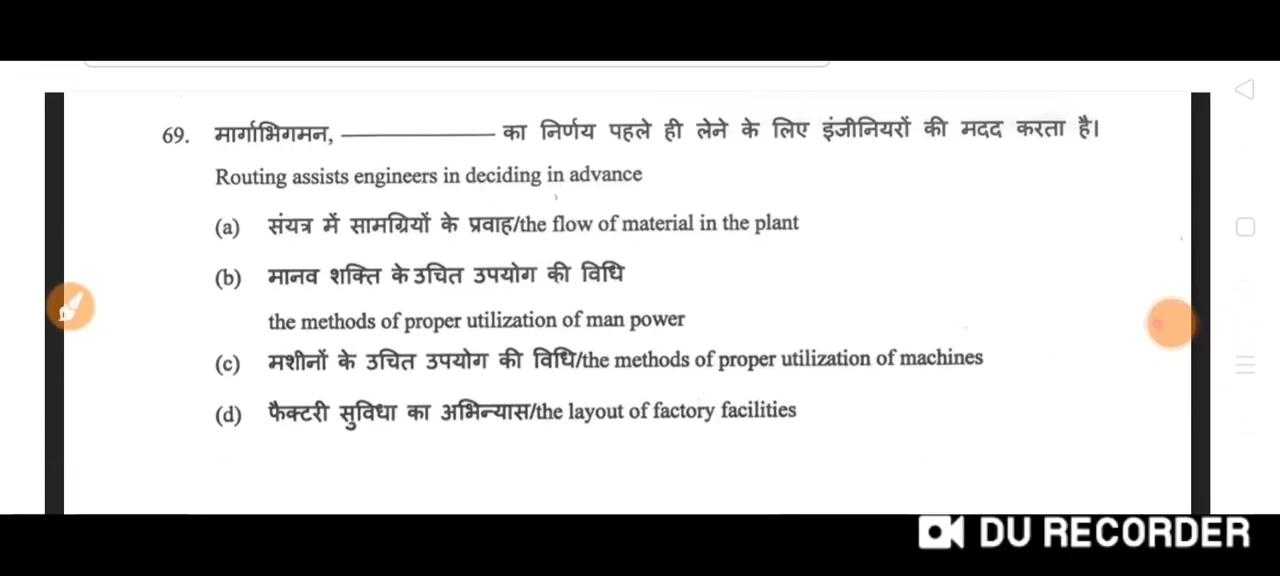 69. मार्गाभिगमन, ————— का निर्णय पहले ही लेने के लिए इंजीनियरों की मदद करता है।
Routing assists engineers in deciding in advance
(a) संयत्र में सामग्रियों के प्रवाह/the flow of material in the plant
(b) मानव शक्ति के उचित उपयोग की विधि
the methods of proper utilization of man power
(c) मशीनों के उचित उपयोग की विधि/the methods of proper utilization of machines
(d) फैक्टरी सुविधा का अभिन्यास/the layout of factory facilities
DU RECORDER